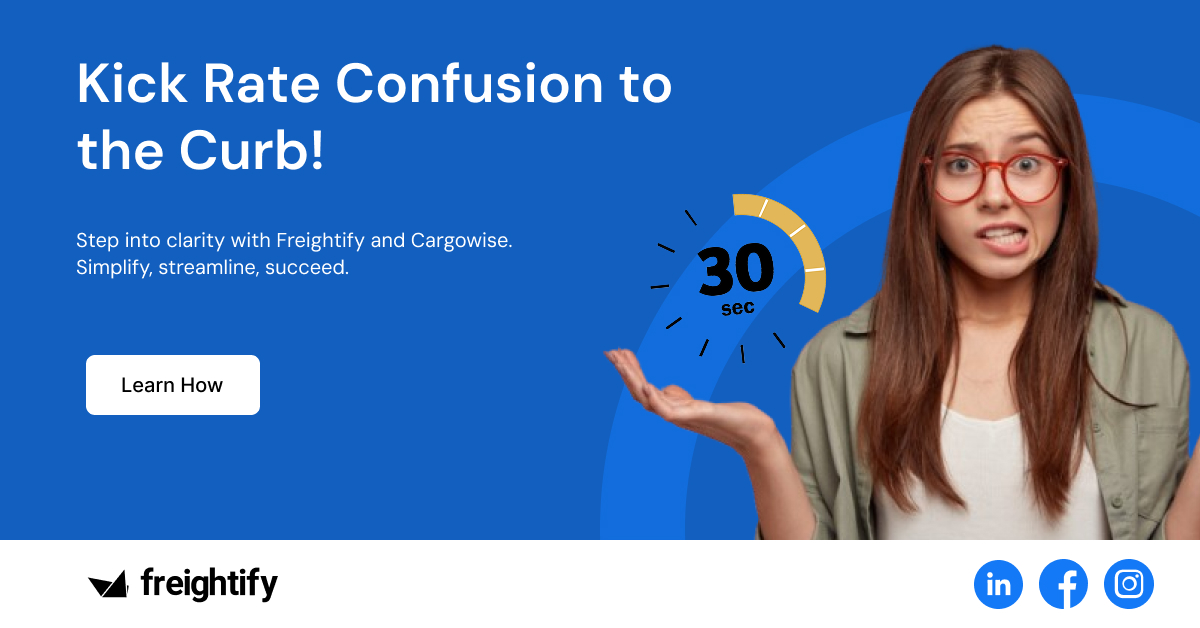 Kick Rate Confusion to
the Curb!
Step into clarity with Freightify and Cargowise.
Simplify, streamline, succeed.
30
sec
Learn How
freightify
in
f